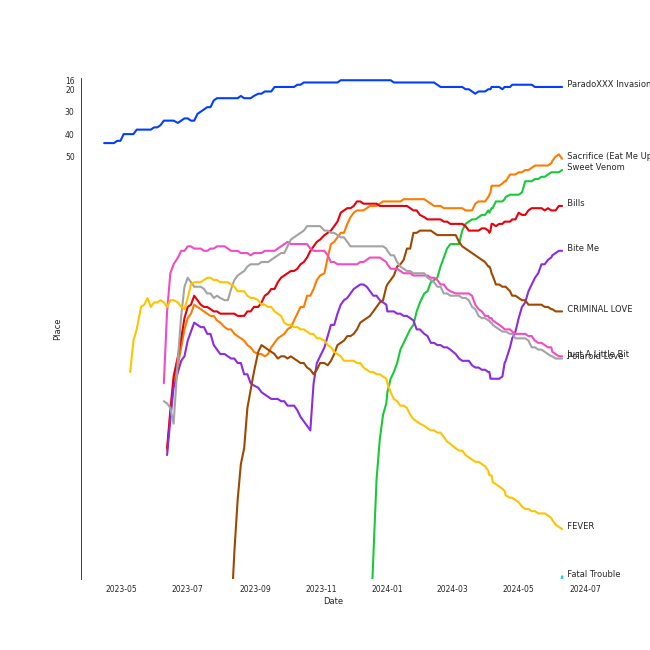 16
20
30
40
50
Place
ParadoXXX Invasion
Sacrifice (Eat Me Up
Sweet Venom
Bills
Bite Me
CRIMINAL LOVE
Just A Little Bit
FEVER
Fatal Trouble
2023-05
2023-07
2023-09
2023-11
2024-01
2024-03
2024-05
2024-07
Date